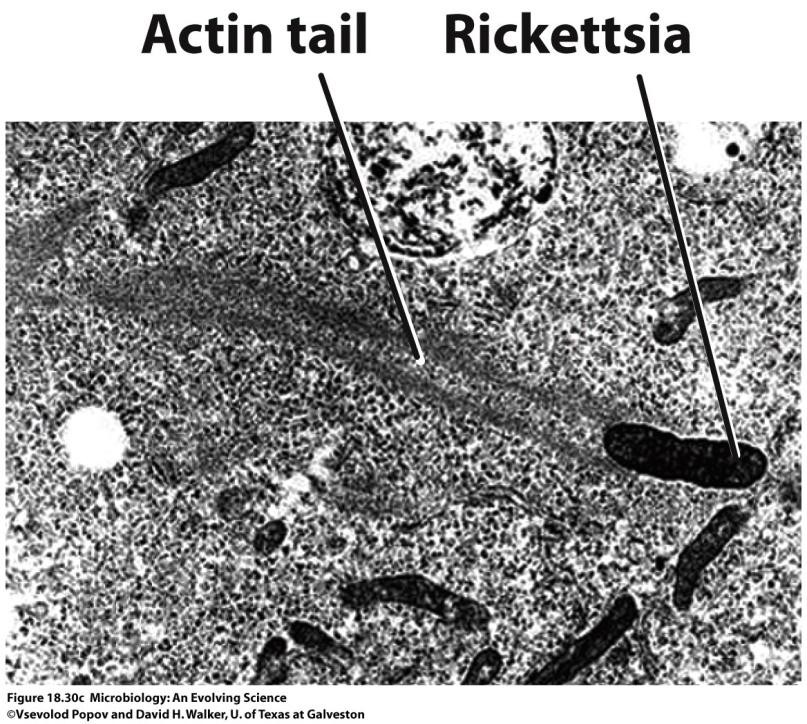 Actin tail Rickettsia
Figure 18.30c Microbiology: An Evolving Science
©Vsevolod Popov and David H. Walker, U. of Texas at Galveston